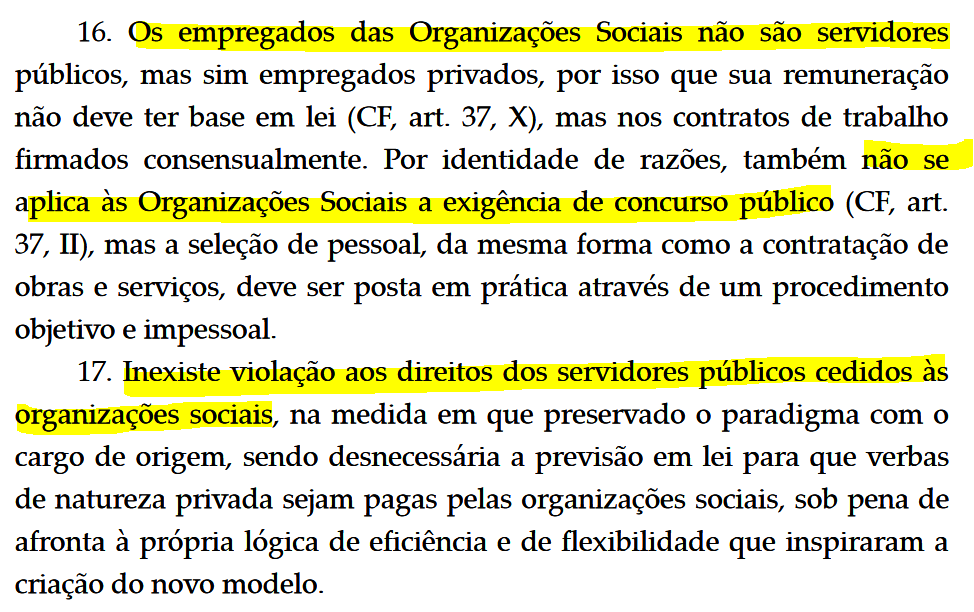 16. Os empregados das Organizações Sociais não são servidores
públicos, mas sim empregados privados, por isso que sua remuneração
não deve ter base em lei (CF, art. 37, X), mas nos contratos de trabalho
firmados consensualmente. Por identidade de razões, também não se
aplica às Organizações Sociais a exigência de concurso público (CF, art.
37, II), mas a seleção de pessoal, da mesma forma como a contratação de
obras e serviços, deve ser posta em prática através de um procedimento
objetivo e impessoal.
17. Inexiste violação aos direitos dos servidores públicos cedidos às
organizações sociais, na medida em que preservado o paradigma com o
cargo de origem, sendo desnecessária a previsão em lei para que verbas
de natureza privada sejam pagas pelas organizações sociais, sob pena de
afronta à própria lógica de eficiência e de flexibilidade que inspiraram a
criação do novo modelo.